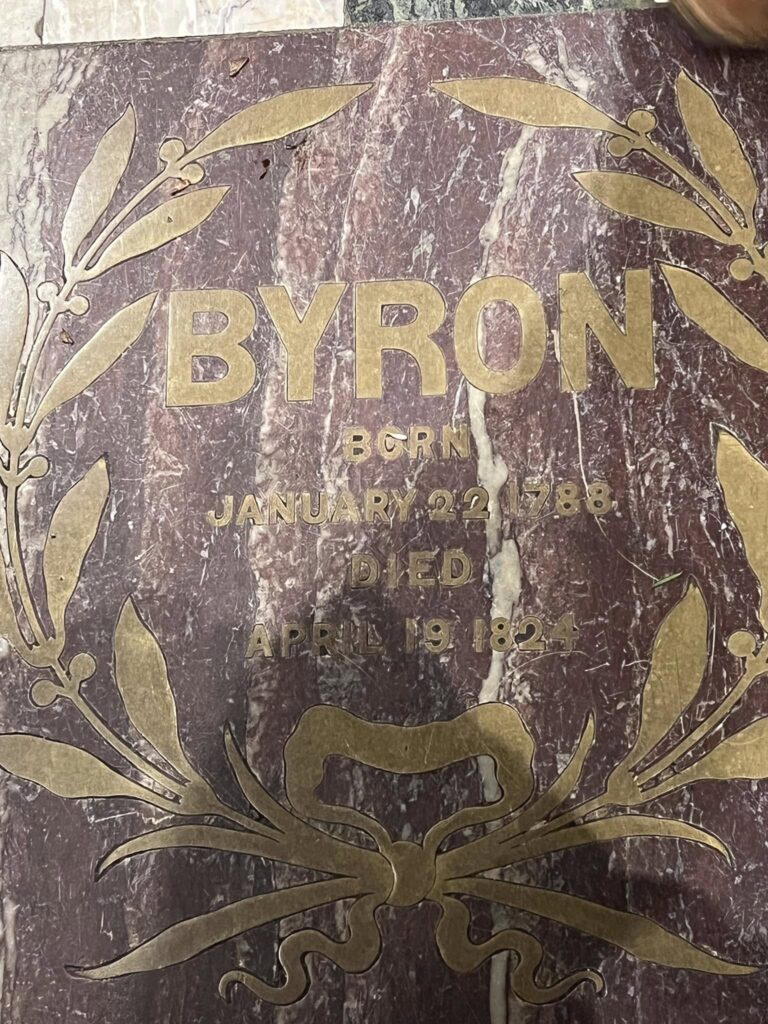 BYRON
BORN
JANUARY 22 1788
DIED
APRIL 19 1824